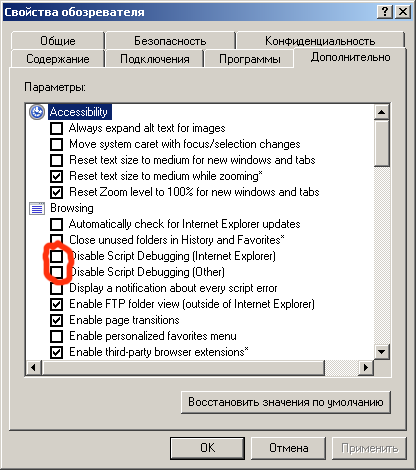 Свойства обозревателя
Общие
Безопасность
Конфиденциальность
Содержание
Подключения
Программы
Дополнительно
Параметры:
Accessibility
Always expand alt text for images
Move system caret with focus/selection changes
Reset text size to medium for new windows and tabs
Reset text size to medium while zooming*
Reset Zoom level to 100% for new windows and tabs
Browsing
Automatically check for Internet Explorer updates
Close unused folders in History and Favorites*
Disable Script Debugging (Internet Explorer)
Disable Script Debugging (Other)
Display a notification about every script error
Enable FTP folder view (outside of Internet Explorer)
Enable page transitions
Enable personalized favorites menu
Enable third-party browser extensions*
Восстановить значения по умолчанию
OK
Отмена
Применить